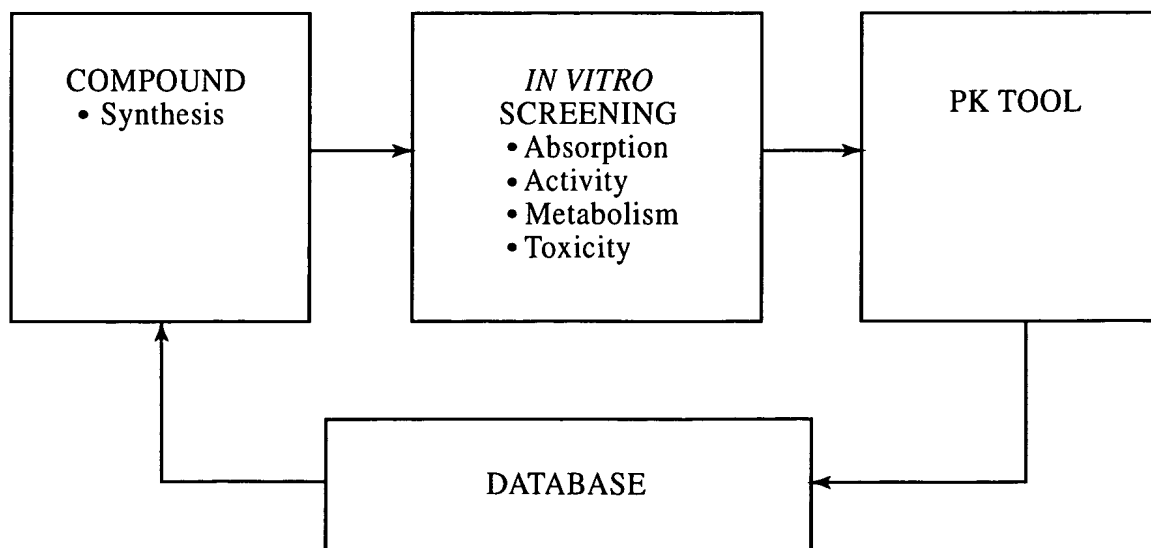 COMPOUND
• Synthesis
IN VITRO
SCREENING
• Absorption
• Activity
• Metabolism
• Toxicity
PK TOOL
DATABASE